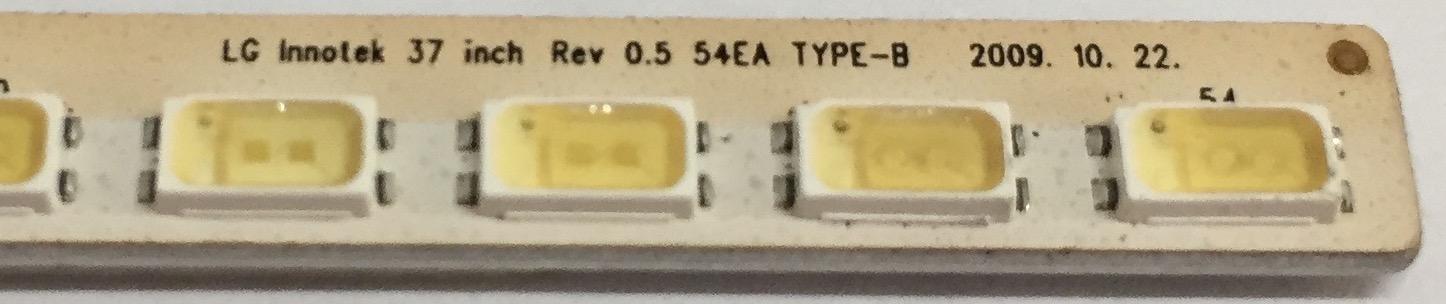 LG Innotek 37 inch Rev 0.5 54EA TYPE-B 2009. 10. 22.
54